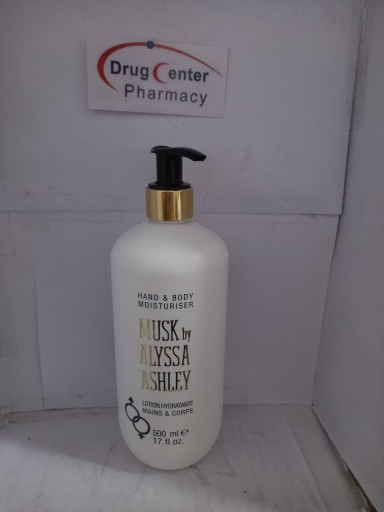 Drug Center
Pharmacy
HAND & BODY
MOISTURISER
MUSK by
ALYSSA
ASHLEY
LOTION HYDRATANTE
MAINS & CORPS
500 ml e
17 fl.oz.